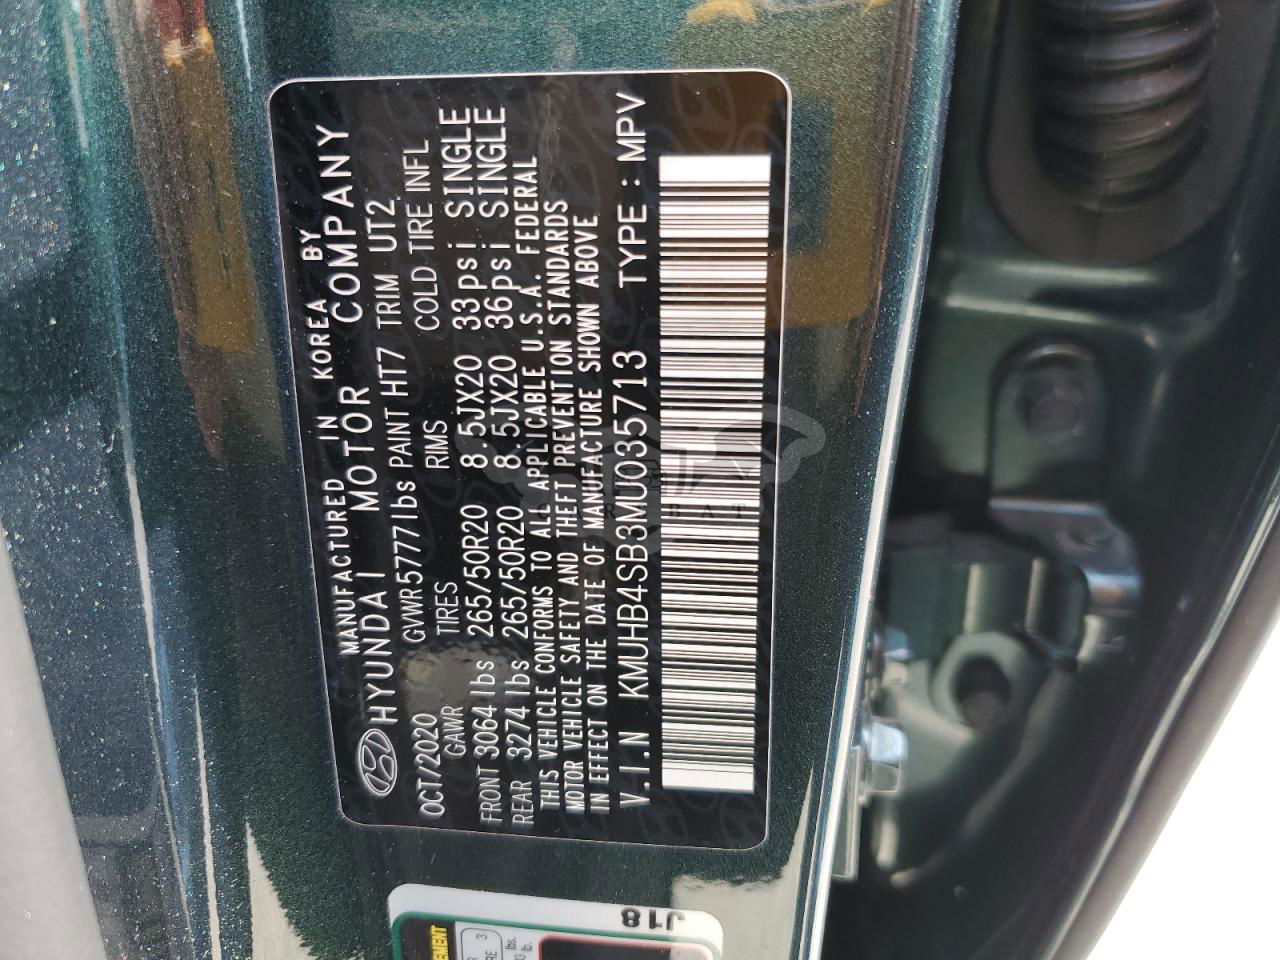 MANUFACTURED IN KOREA BY
HYUNDAI MOTOR COMPANY
OCT/2020 GVWR5777lbs PAINT HT7 TRIM UT2
GAWR TIRES RIMS COLD TIRE INFL
FRONT 3064lbs 265/50R20 8.5JX20 33psi SINGLE
REAR 3274lbs 265/50R20 8.5JX20 36psi SINGLE
THIS VEHICLE CONFORMS TO ALL APPLICABLE U.S.A. FEDERAL
MOTOR VEHICLE SAFETY AND THEFT PREVENTION STANDARDS
IN EFFECT ON THE DATE OF MANUFACTURE SHOWN ABOVE
V.I.N KMUHB4SB3MU035713 TYPE : MPV
J18